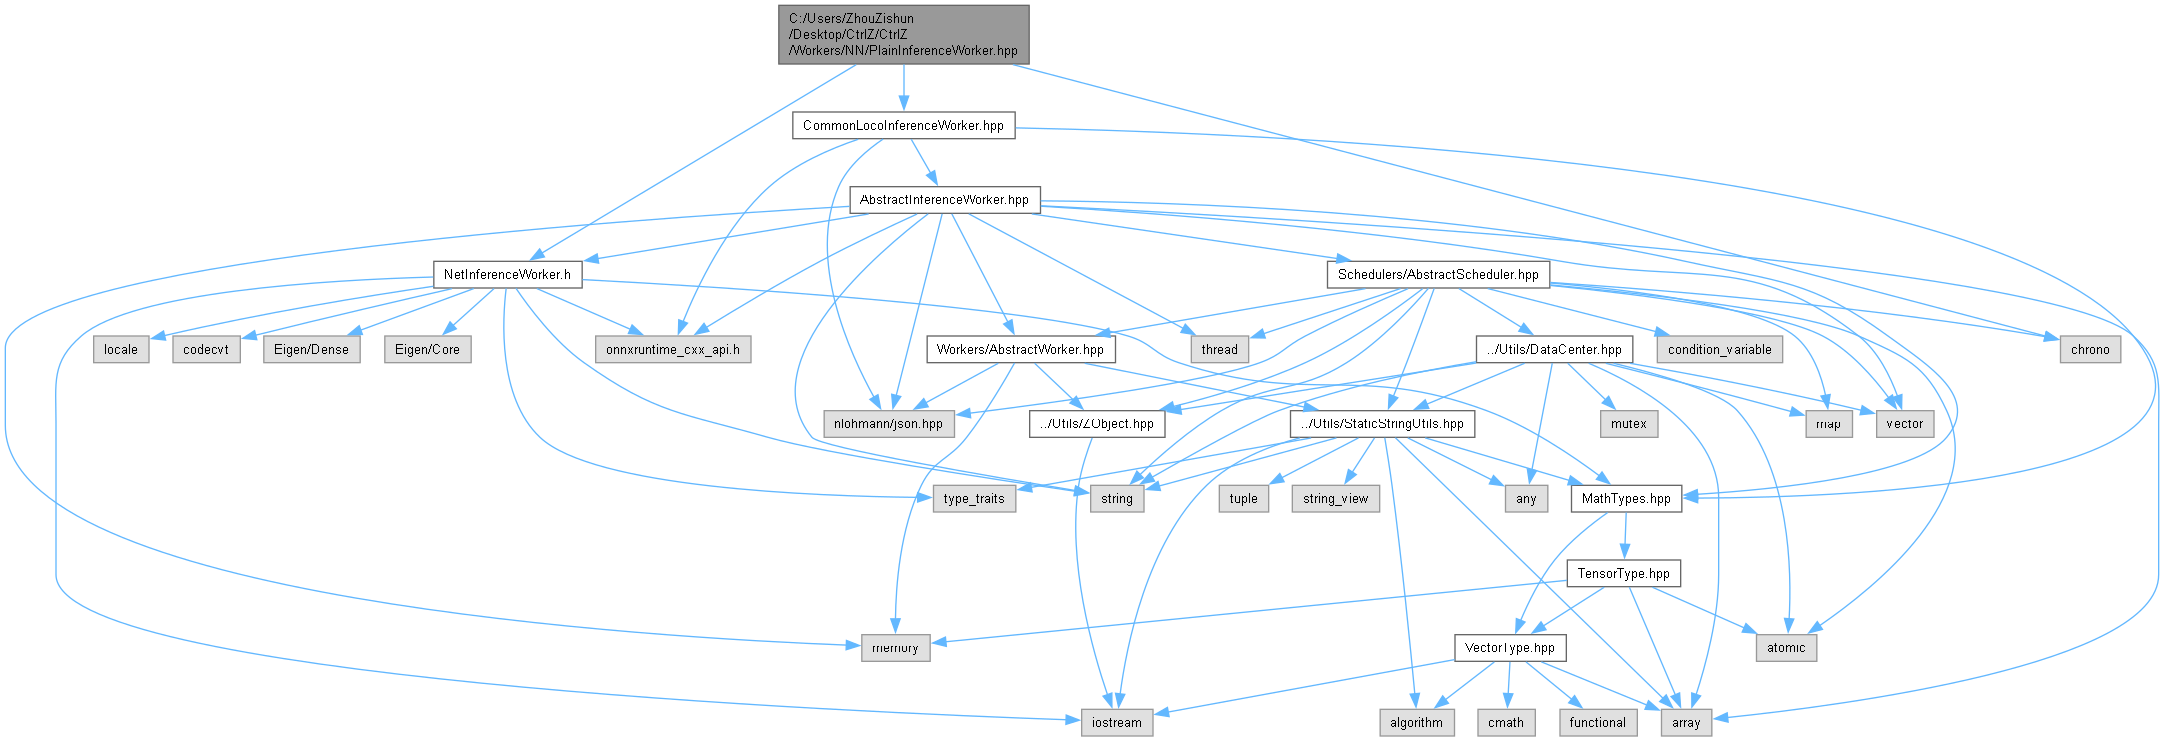 C:/Users/ZhouZishun
/Desktop/CtrlZ/CtrlZ
/Workers/NN/PlainInferenceWorker.hpp
CommonLocoInferenceWorker.hpp
AbstractInferenceWorker.hpp
NetInferenceWorker.h
Schedulers/AbstractScheduler.hpp
locale
codecvt
Eigen/Dense
Eigen/Core
onnxruntime_cxx_api.h
Workers/AbstractWorker.hpp
thread
../Utils/DataCenter.hpp
condition_variable
chrono
nlohmann/json.hpp
../Utils/ZObject.hpp
../Utils/StaticStringUtils.hpp
mutex
map
vector
type_traits
string
tuple
string_view
any
MathTypes.hpp
TensorType.hpp
memory
VectorType.hpp
atomic
iostream
algorithm
cmath
functional
array